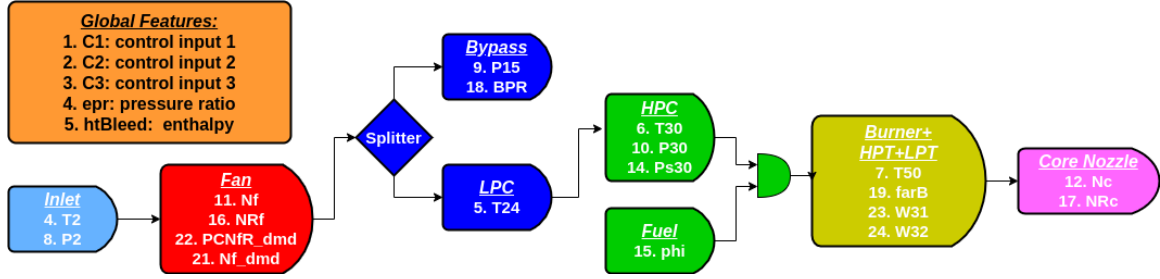 Global Features:
1. C1: control input 1
2. C2: control input 2
3. C3: control input 3
4. epr: pressure ratio
5. htBleed: enthalpy
Inlet
4. T2
8. P2
Fan
11. Nf
16. NRf
22. PCNfR_dmd
21. Nf_dmd
Splitter
Bypass
9. P15
18. BPR
LPC
5. T24
HPC
6. T30
10. P30
14. Ps30
Fuel
15. phi
Burner+
HPT+LPT
7. T50
19. farB
23. W31
24. W32
Core Nozzle
12. Nc
17. NRc